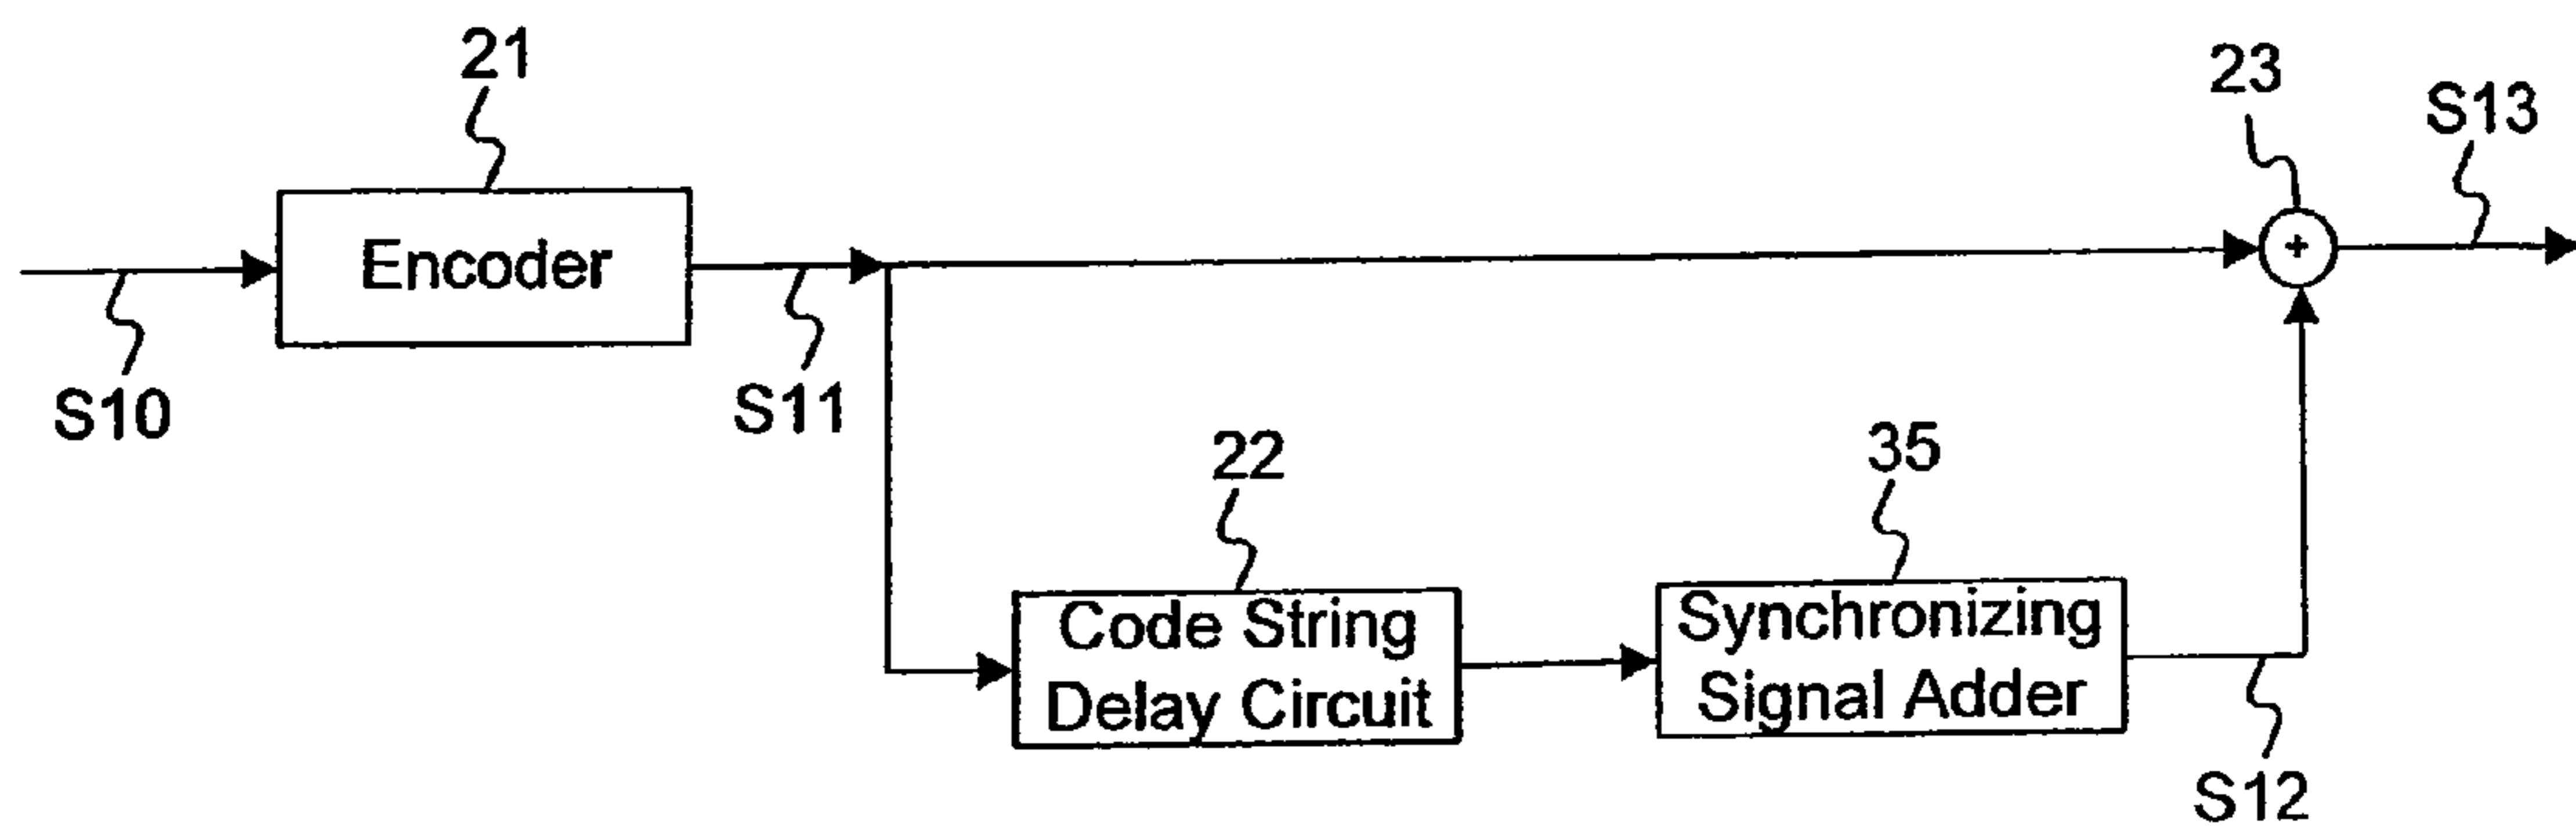 21
23
S13
Encoder
+
S10
S11
22
35
Code String
Delay Circuit
Synchronizing
Signal Adder
S12